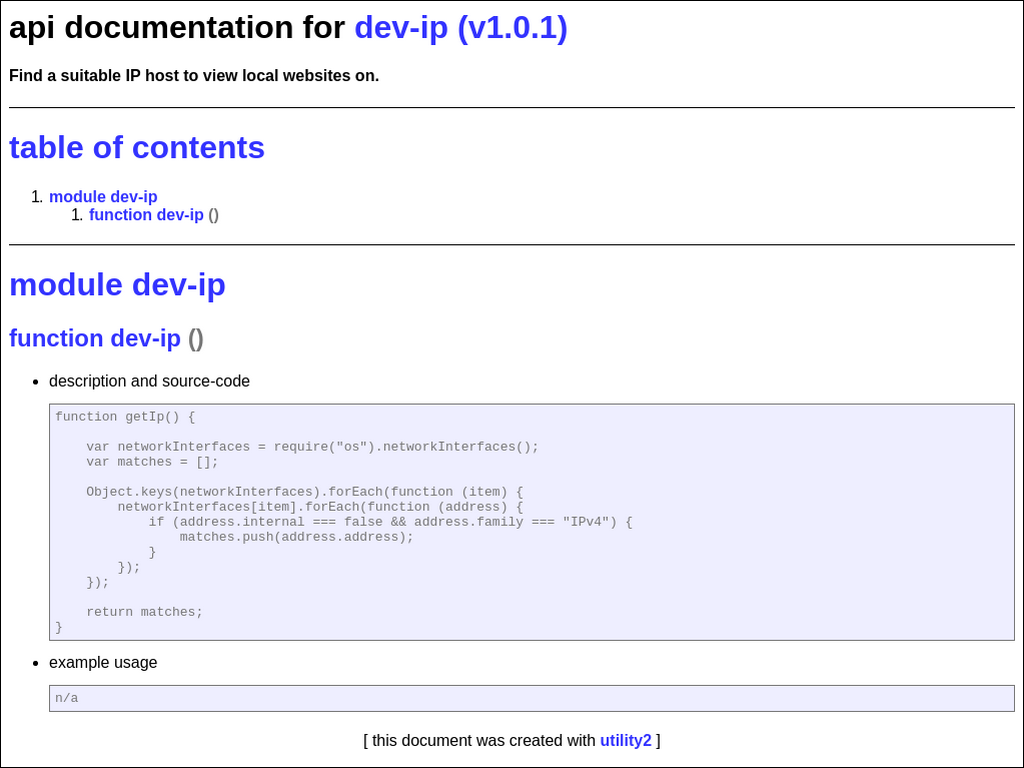 api documentation for dev-ip (v1.0.1)
Find a suitable IP host to view local websites on.
table of contents
1. module dev-ip
1. function dev-ip ()
module dev-ip
function dev-ip ()
• description and source-code
function getIp() {
    var networkInterfaces = require("os").networkInterfaces();
    var matches = [];
    Object.keys(networkInterfaces).forEach(function (item) {
        networkInterfaces[item].forEach(function (address) {
            if (address.internal === false && address.family === "IPv4") {
                matches.push(address.address);
            }
        });
    });
    return matches;
}
• example usage
n/a
[ this document was created with utility2 ]